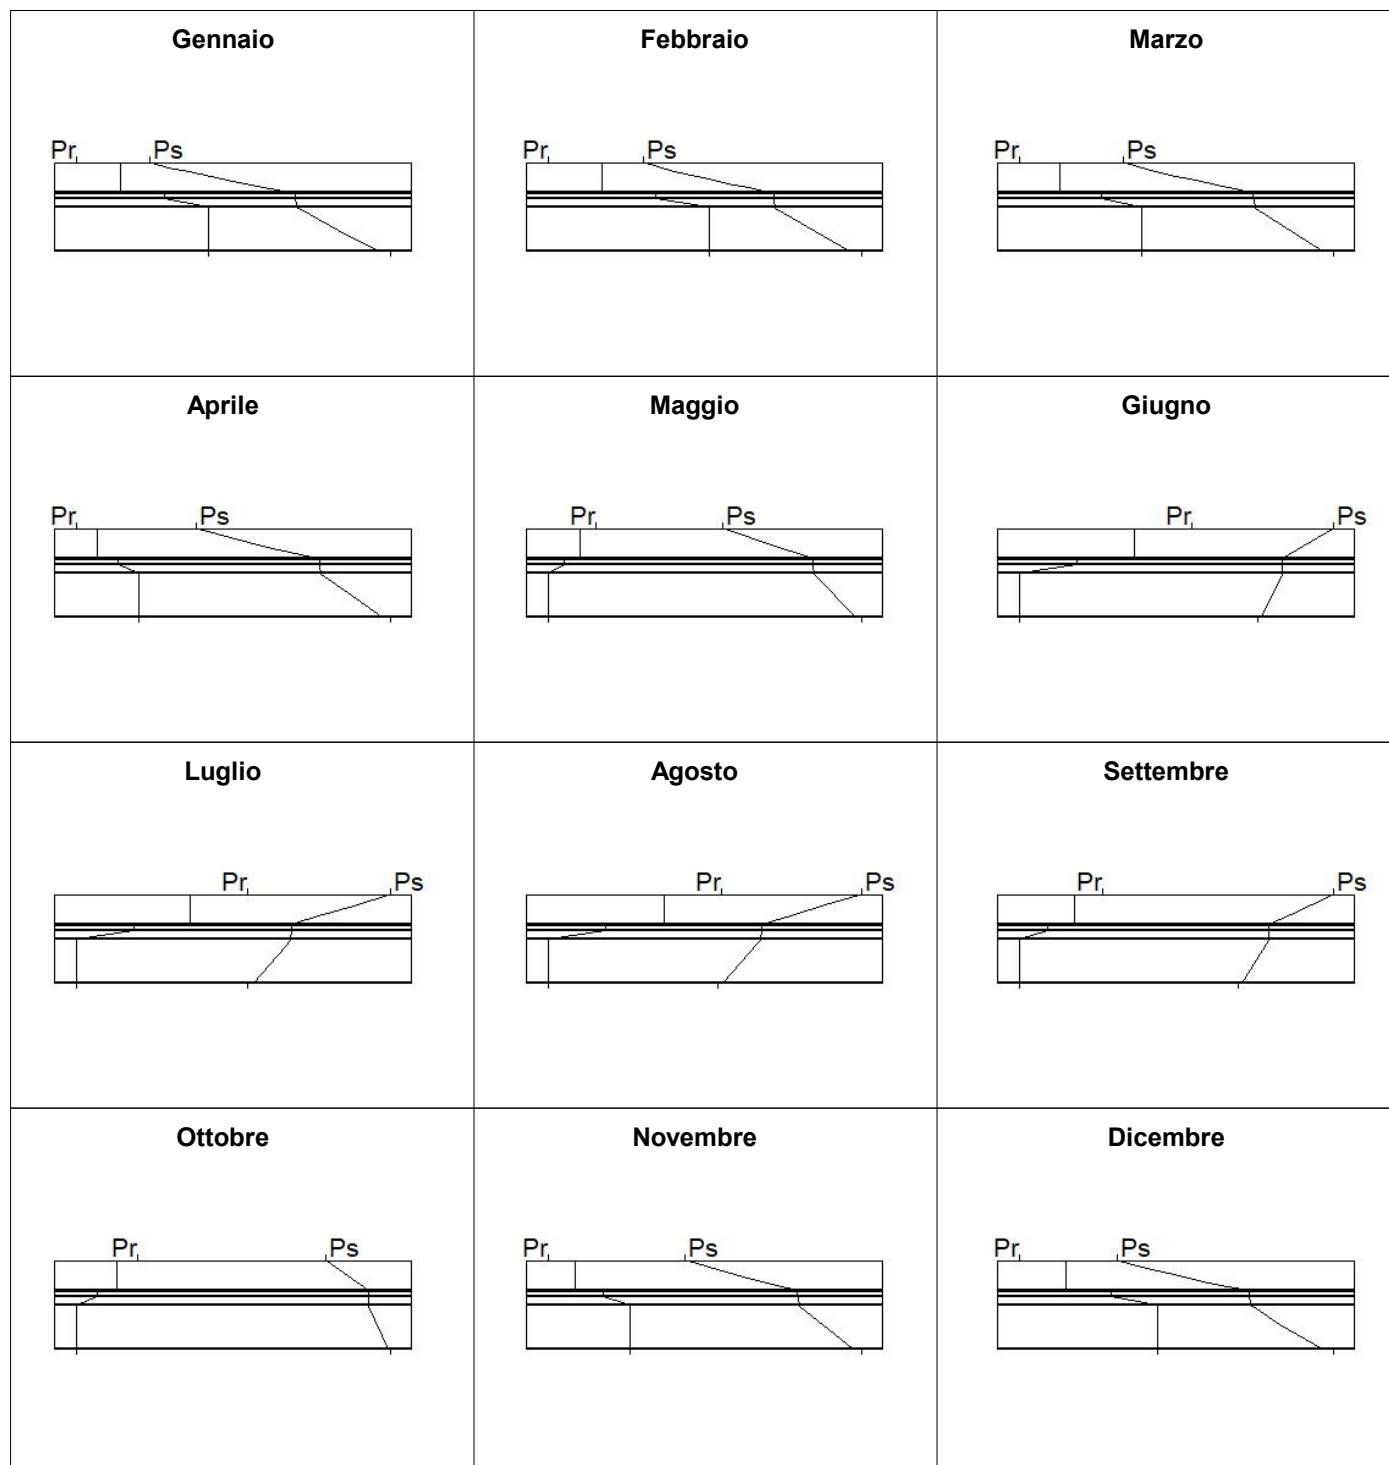 Gennaio Febbraio Marzo
Pr Ps Pr Ps Pr Ps
Aprile Maggio Giugno
Pr Ps Pr Ps Pr Ps
Luglio Agosto Settembre
Pr Ps Pr Ps Pr Ps
Ottobre Novembre Dicembre
Pr Ps Pr Ps Pr Ps